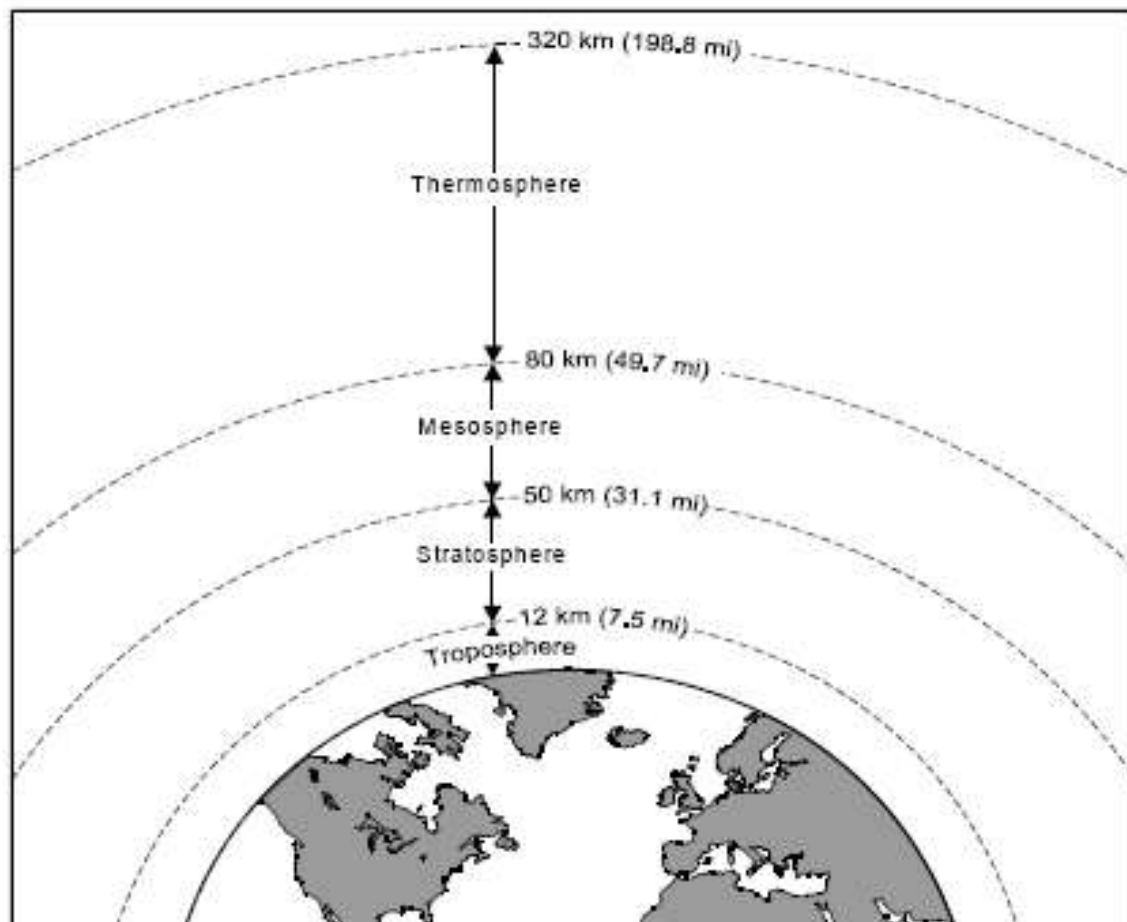 320 km (198.8 mi)
Thermosphere
80 km (49.7 mi)
Mesosphere
50 km (31.1 mi)
Stratosphere
12 km (7.5 mi)
Troposphere